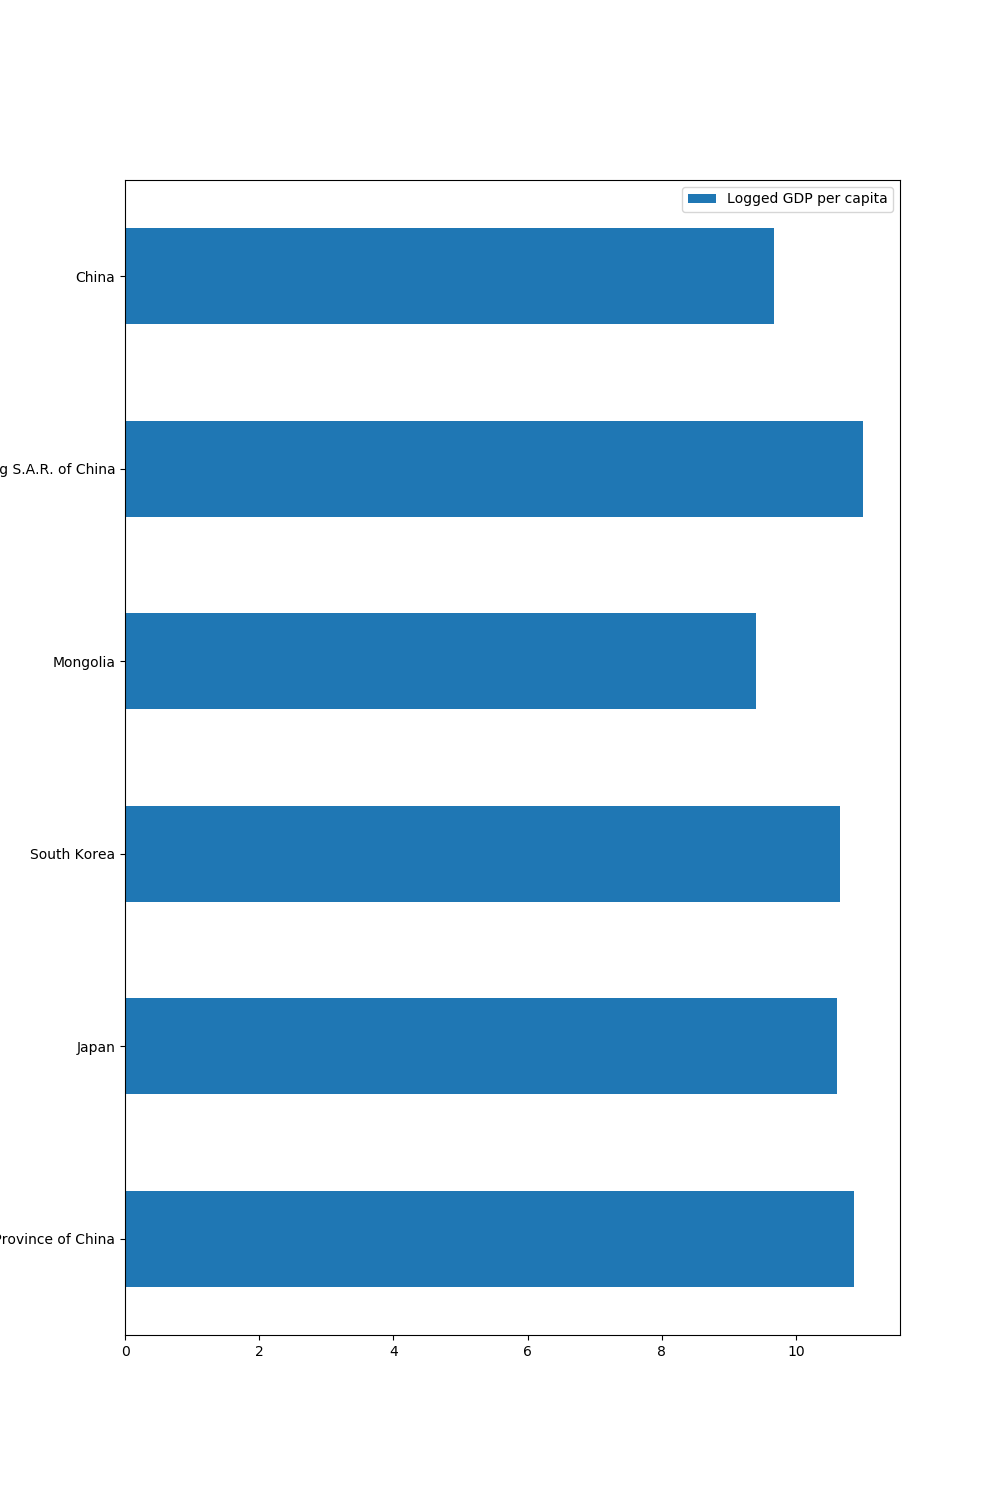 Logged GDP per capita
China
S.A.R. of China
Mongolia
South Korea
Japan
of China
0 2 4 6 8 10